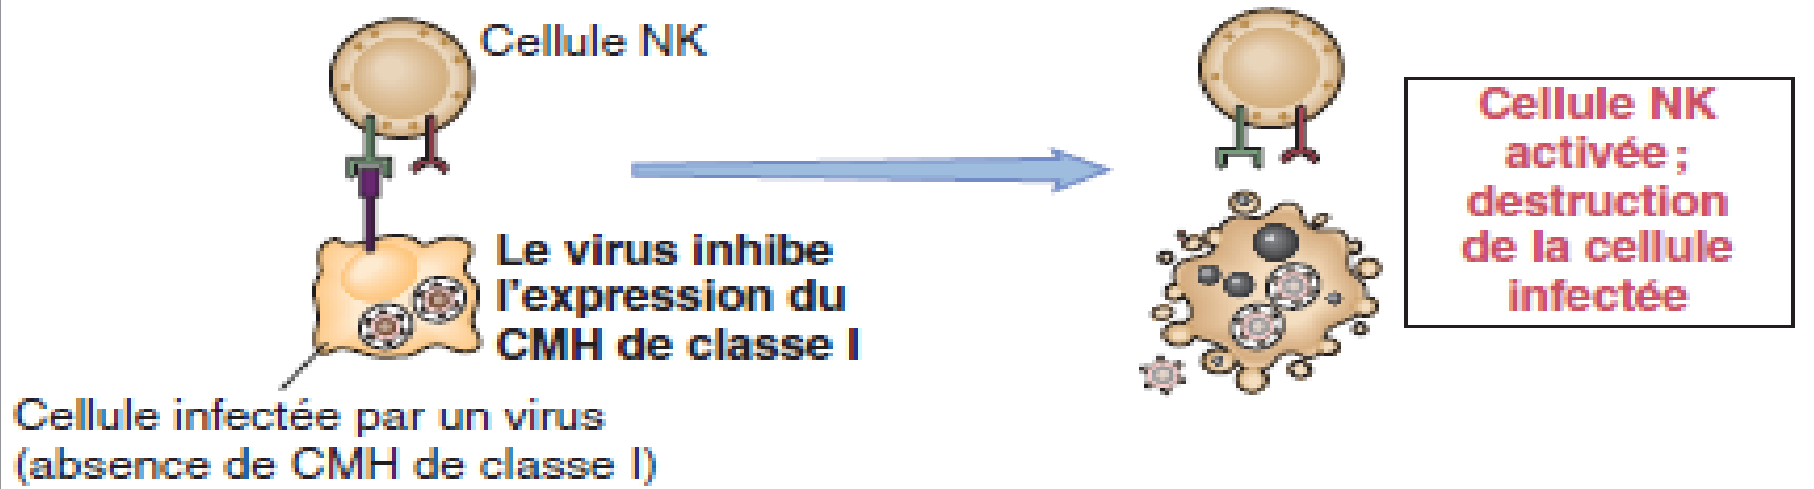 Cellule NK
Le virus inhibe
l'expression du
CMH de classe I
Cellule infectée par un virus
(absence de CMH de classe I)
Cellule NK
activée ;
destruction
de la cellule
infectée